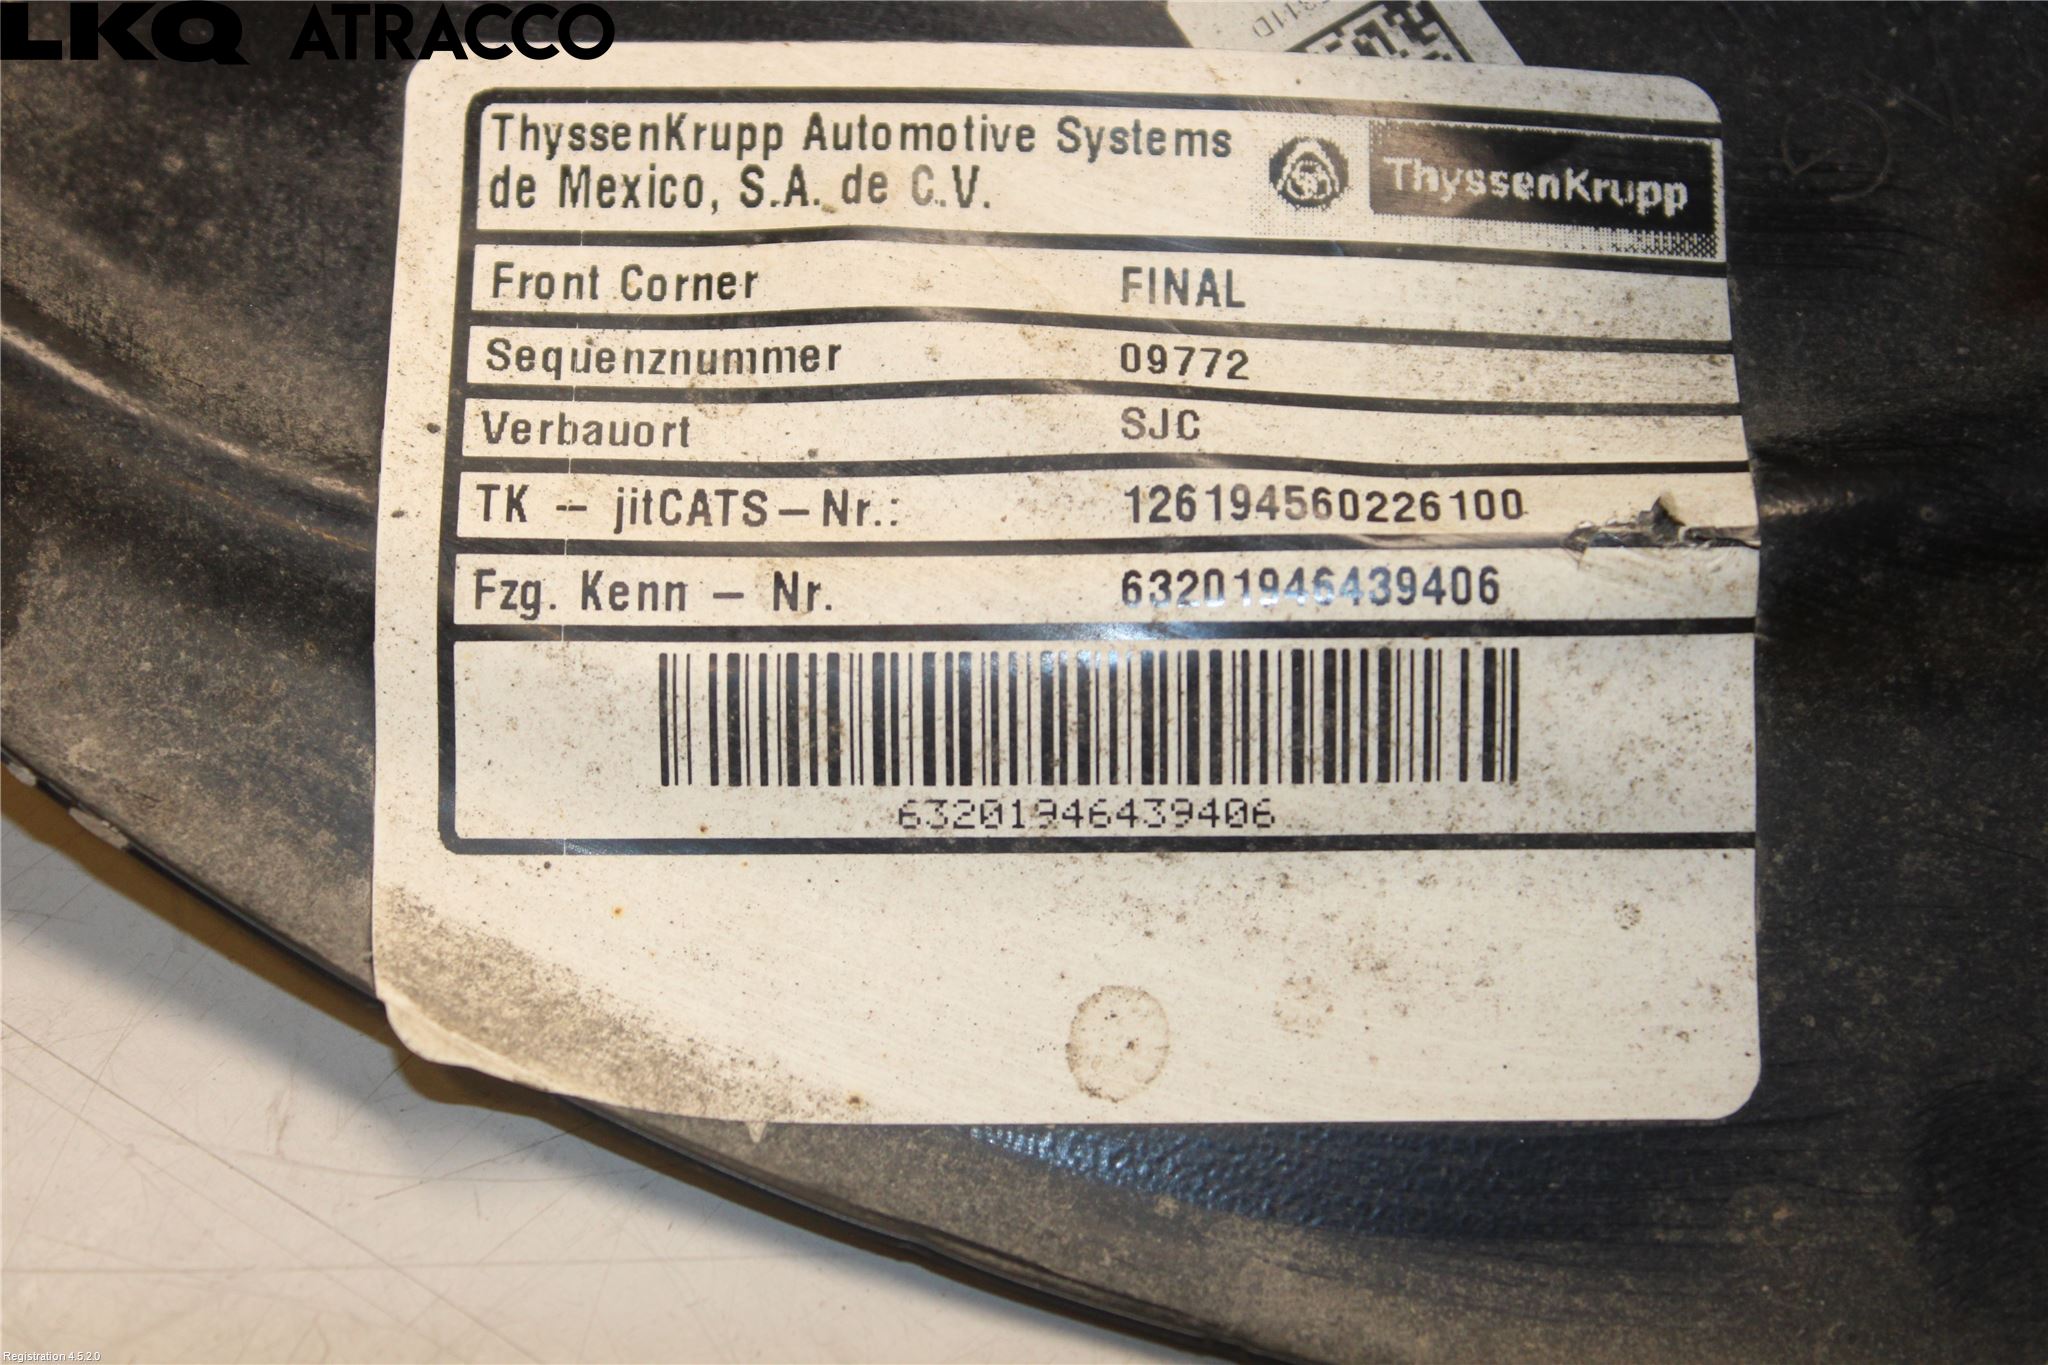 LKQ ATRACCO
ThyssenKrupp Automotive Systems
de Mexico, S.A. de C.V.
ThyssenKrupp
Front Corner FINAL
Sequenznummer 09772
Verbauort SJC
TK – jitCATS – Nr.: 126194560226100
Fzg. Kenn – Nr. 63201946439406
63201946439406
Registration 4.5.2.0